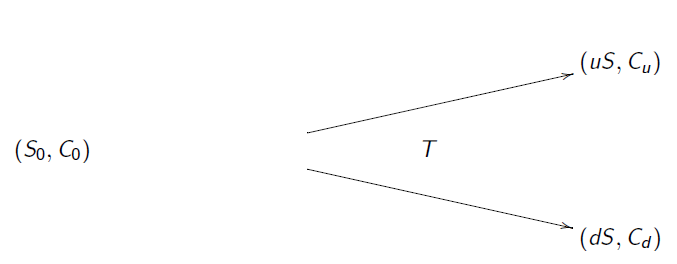 (uS, C_u)
(S_0, C_0)
T
(dS, C_d)